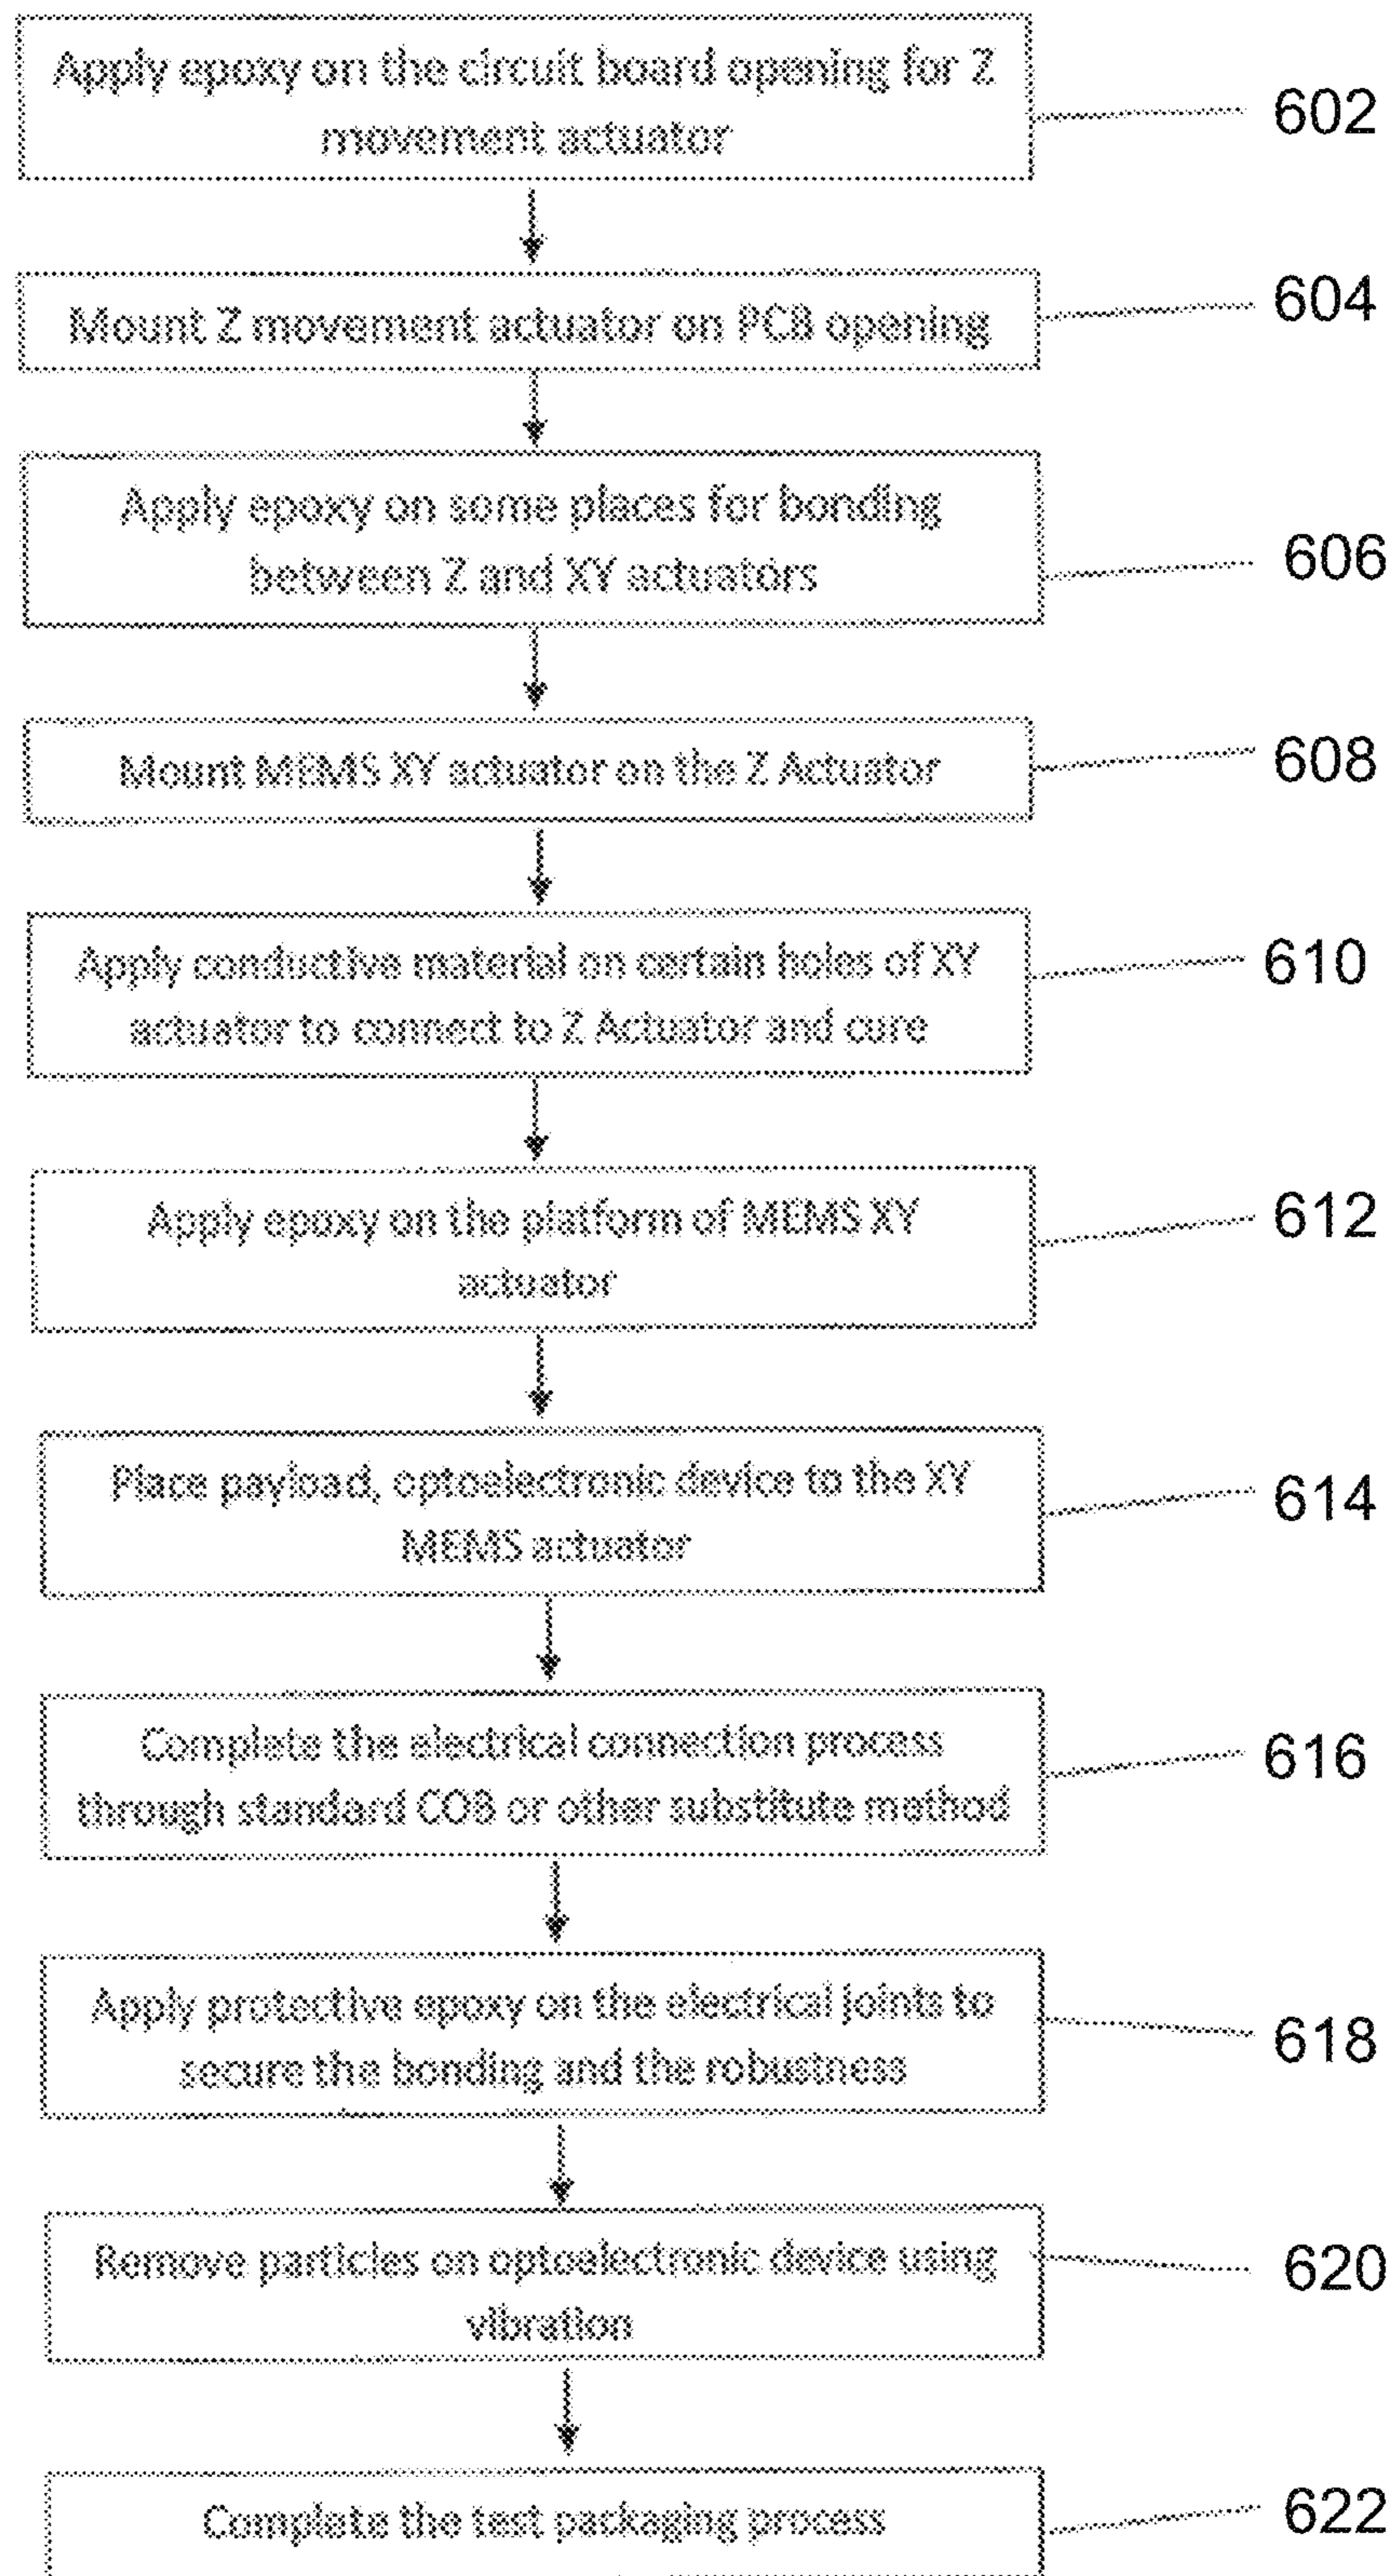 Apply epoxy on the circuit board opening for Z
movement actuator
602
Mount Z movement actuator on PCB opening
604
Apply epoxy on some places for bonding
between Z and XY actuators
606
Mount MEMS XY actuator on the Z Actuator
608
Apply conductive material on certain holes of XY
actuator to connect to Z Actuator and cure
610
Apply epoxy on the platform of MEMS XY
actuator
612
Place payload, optoelectronic device to the XY
MEMS actuator
614
Complete the electrical connection process
through standard COB or other substitute method
616
Apply protective epoxy on the electrical joints to
secure the bonding and the robustness
618
Remove particles on optoelectronic device using
vibration
620
Complete the test packaging process
622